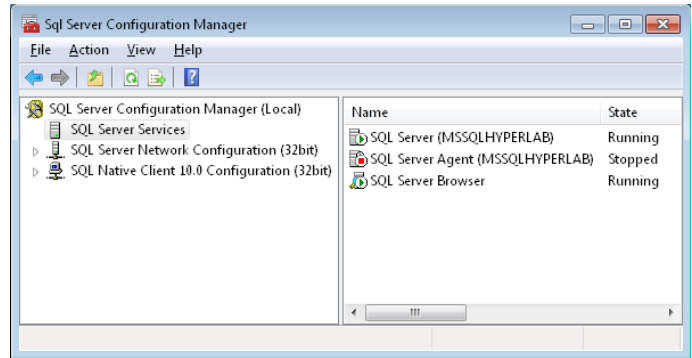 Sql Server Configuration Manager
File Action View Help
SQL Server Configuration Manager (Local)
SQL Server Services
SQL Server Network Configuration (32bit)
SQL Native Client 10.0 Configuration (32bit)
Name State
SQL Server (MSSQLHYPERLAB) Running
SQL Server Agent (MSSQLHYPERLAB) Stopped
SQL Server Browser Running